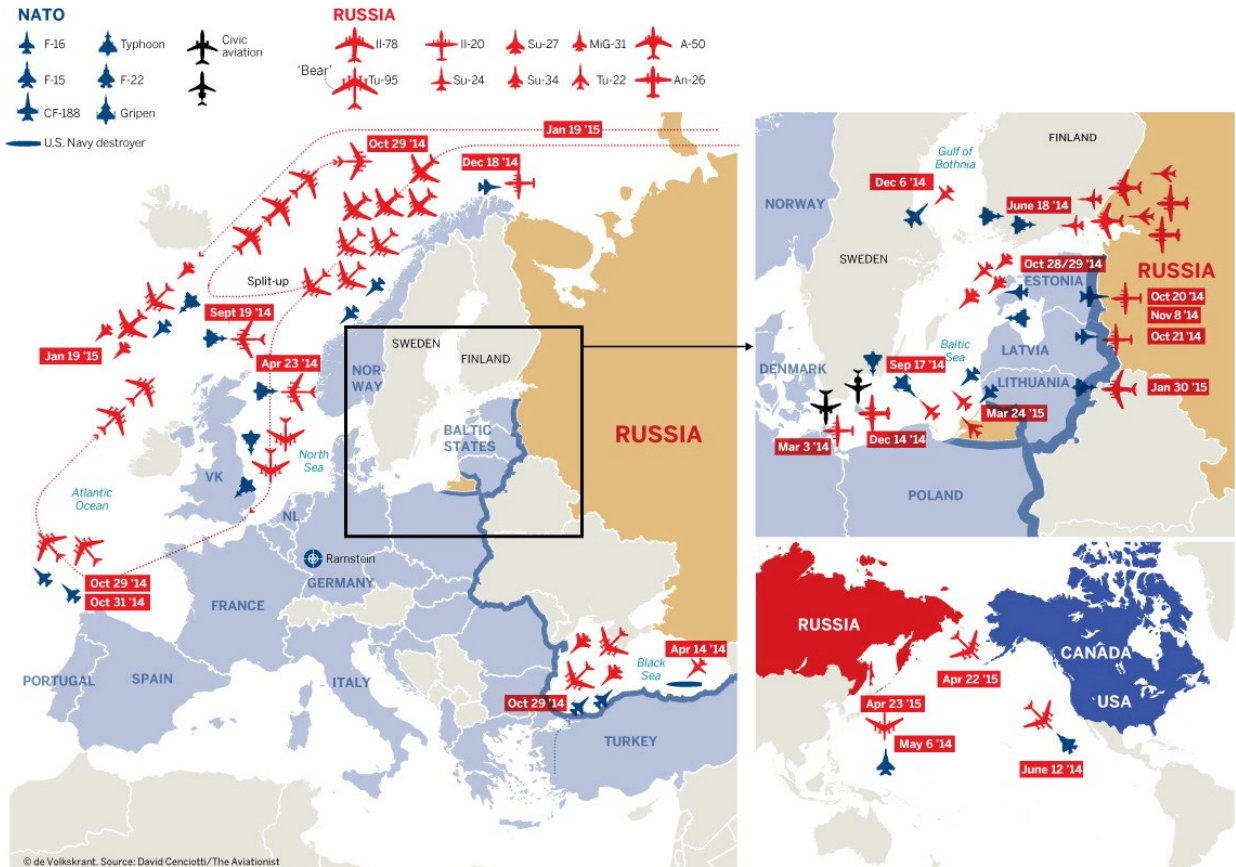 NATO
F-16
Typhoon
Civic
aviation
F-15
F-22
CF-188
Gripen
U.S. Navy destroyer
RUSSIA
Il-78
Il-20
Su-27
MiG-31
A-50
'Bear'
Tu-95
Su-24
Su-34
Tu-22
An-26
Jan 19 '15
Oct 29 '14
Dec 18 '14
Split-up
Sept 19 '14
Jan 19 '15
Apr 23 '14
SWEDEN
FINLAND
NOR
WAY
RUSSIA
BALTIC
STATES
North
Sea
VK
Atlantic
Ocean
NL
Ramstein
GERMANY
Oct 29 '14
Oct 31 '14
FRANCE
Apr 14 '14
Black
Sea
PORTUGAL
SPAIN
ITALY
Oct 29 '14
TURKEY
© de Volkskrant. Source: David Cenciotti/The Aviationist
FINLAND
Gulf of
Bothnia
Dec 6 '14
NORWAY
June 18 '14
SWEDEN
Oct 28/29 '14
RUSSIA
ESTONIA
Oct 20 '14
Nov 8 '14
Oct 21 '14
Baltic
Sea
LATVIA
DENMARK
Sep 17 '14
LITHUANIA
Jan 30 '15
Mar 24 '15
Mar 3 '14
Dec 14 '14
POLAND
RUSSIA
CANADA
Apr 22 '15
USA
Apr 23 '15
May 6 '14
June 12 '14